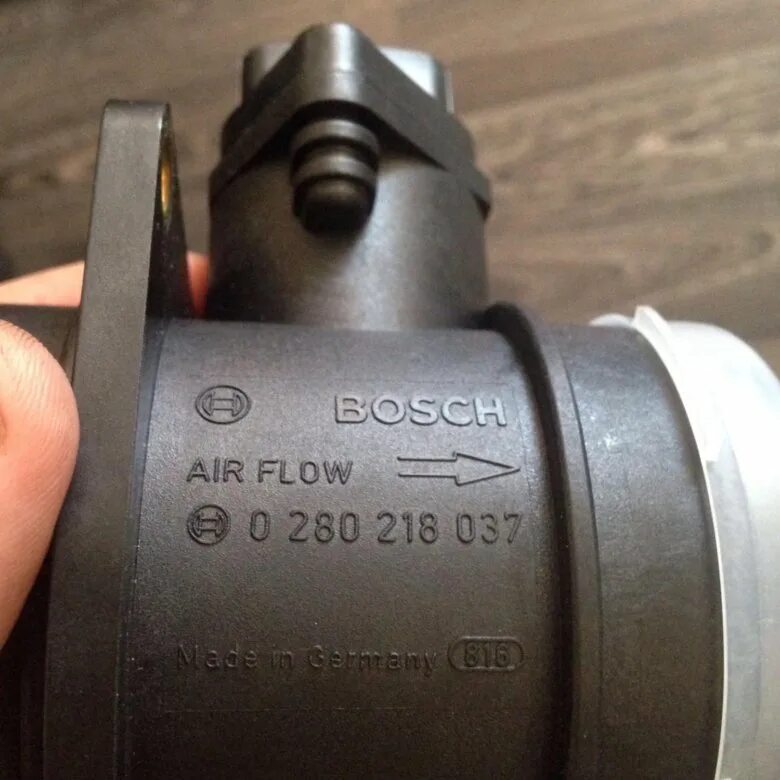 BOSCH
AIR FLOW
0 280 218 037
Made in Germany 816